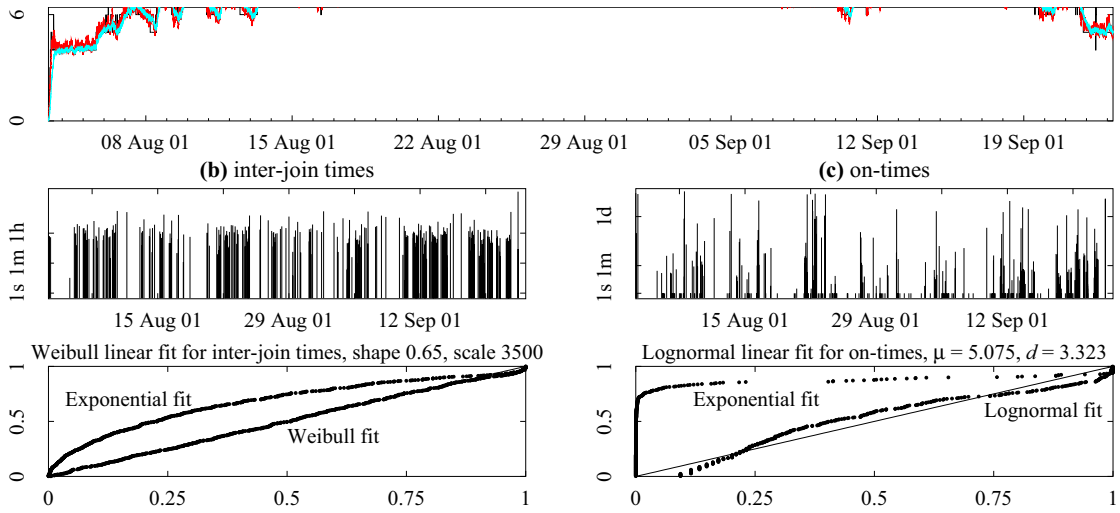 6
0
08 Aug 01 15 Aug 01 22 Aug 01 29 Aug 01 05 Sep 01 12 Sep 01 19 Sep 01
(b) inter-join times
1s 1m 1h
15 Aug 01 29 Aug 01 12 Sep 01
Weibull linear fit for inter-join times, shape 0.65, scale 3500
1
0.5
0
Exponential fit
Weibull fit
0 0.25 0.5 0.75 1
(c) on-times
1s 1m 1d
15 Aug 01 29 Aug 01 12 Sep 01
Lognormal linear fit for on-times, μ = 5.075, d = 3.323
1
0.5
0
Exponential fit
Lognormal fit
0 0.25 0.5 0.75 1